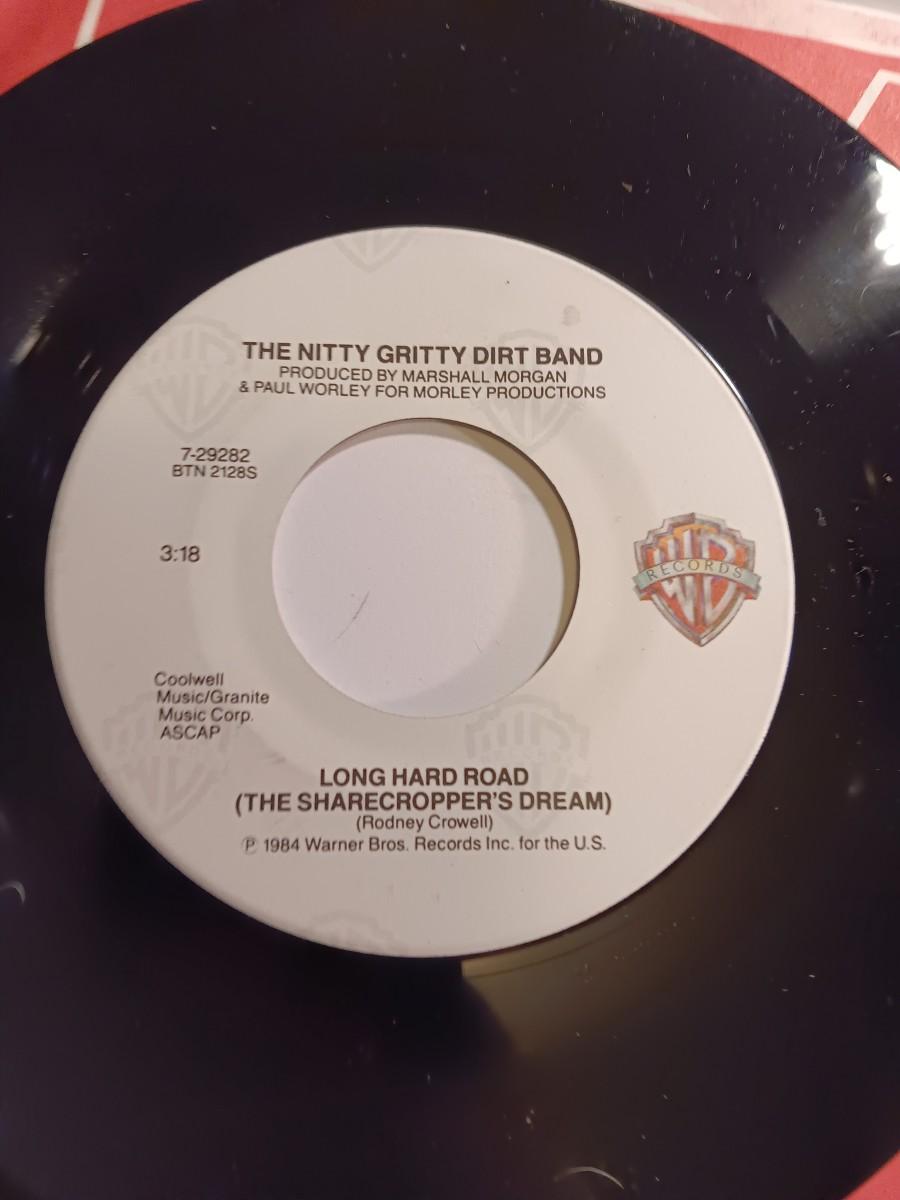 THE NITTY GRITTY DIRT BAND
PRODUCED BY MARSHALL MORGAN
& PAUL WORLEY FOR MORLEY PRODUCTIONS
7-29282
BTN 2128S
3:18
WB
RECORDS
Coolwell
Music/Granite
Music Corp.
ASCAP
LONG HARD ROAD
(THE SHARECROPPER'S DREAM)
(Rodney Crowell)
℗ 1984 Warner Bros. Records Inc. for the U.S.